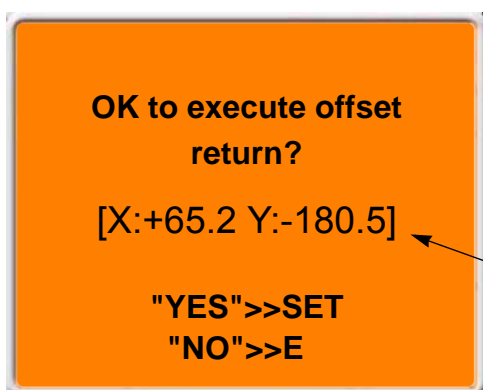 OK to execute offset
return?
[X:+65.2 Y:-180.5]
"YES">>SET
"NO">>E